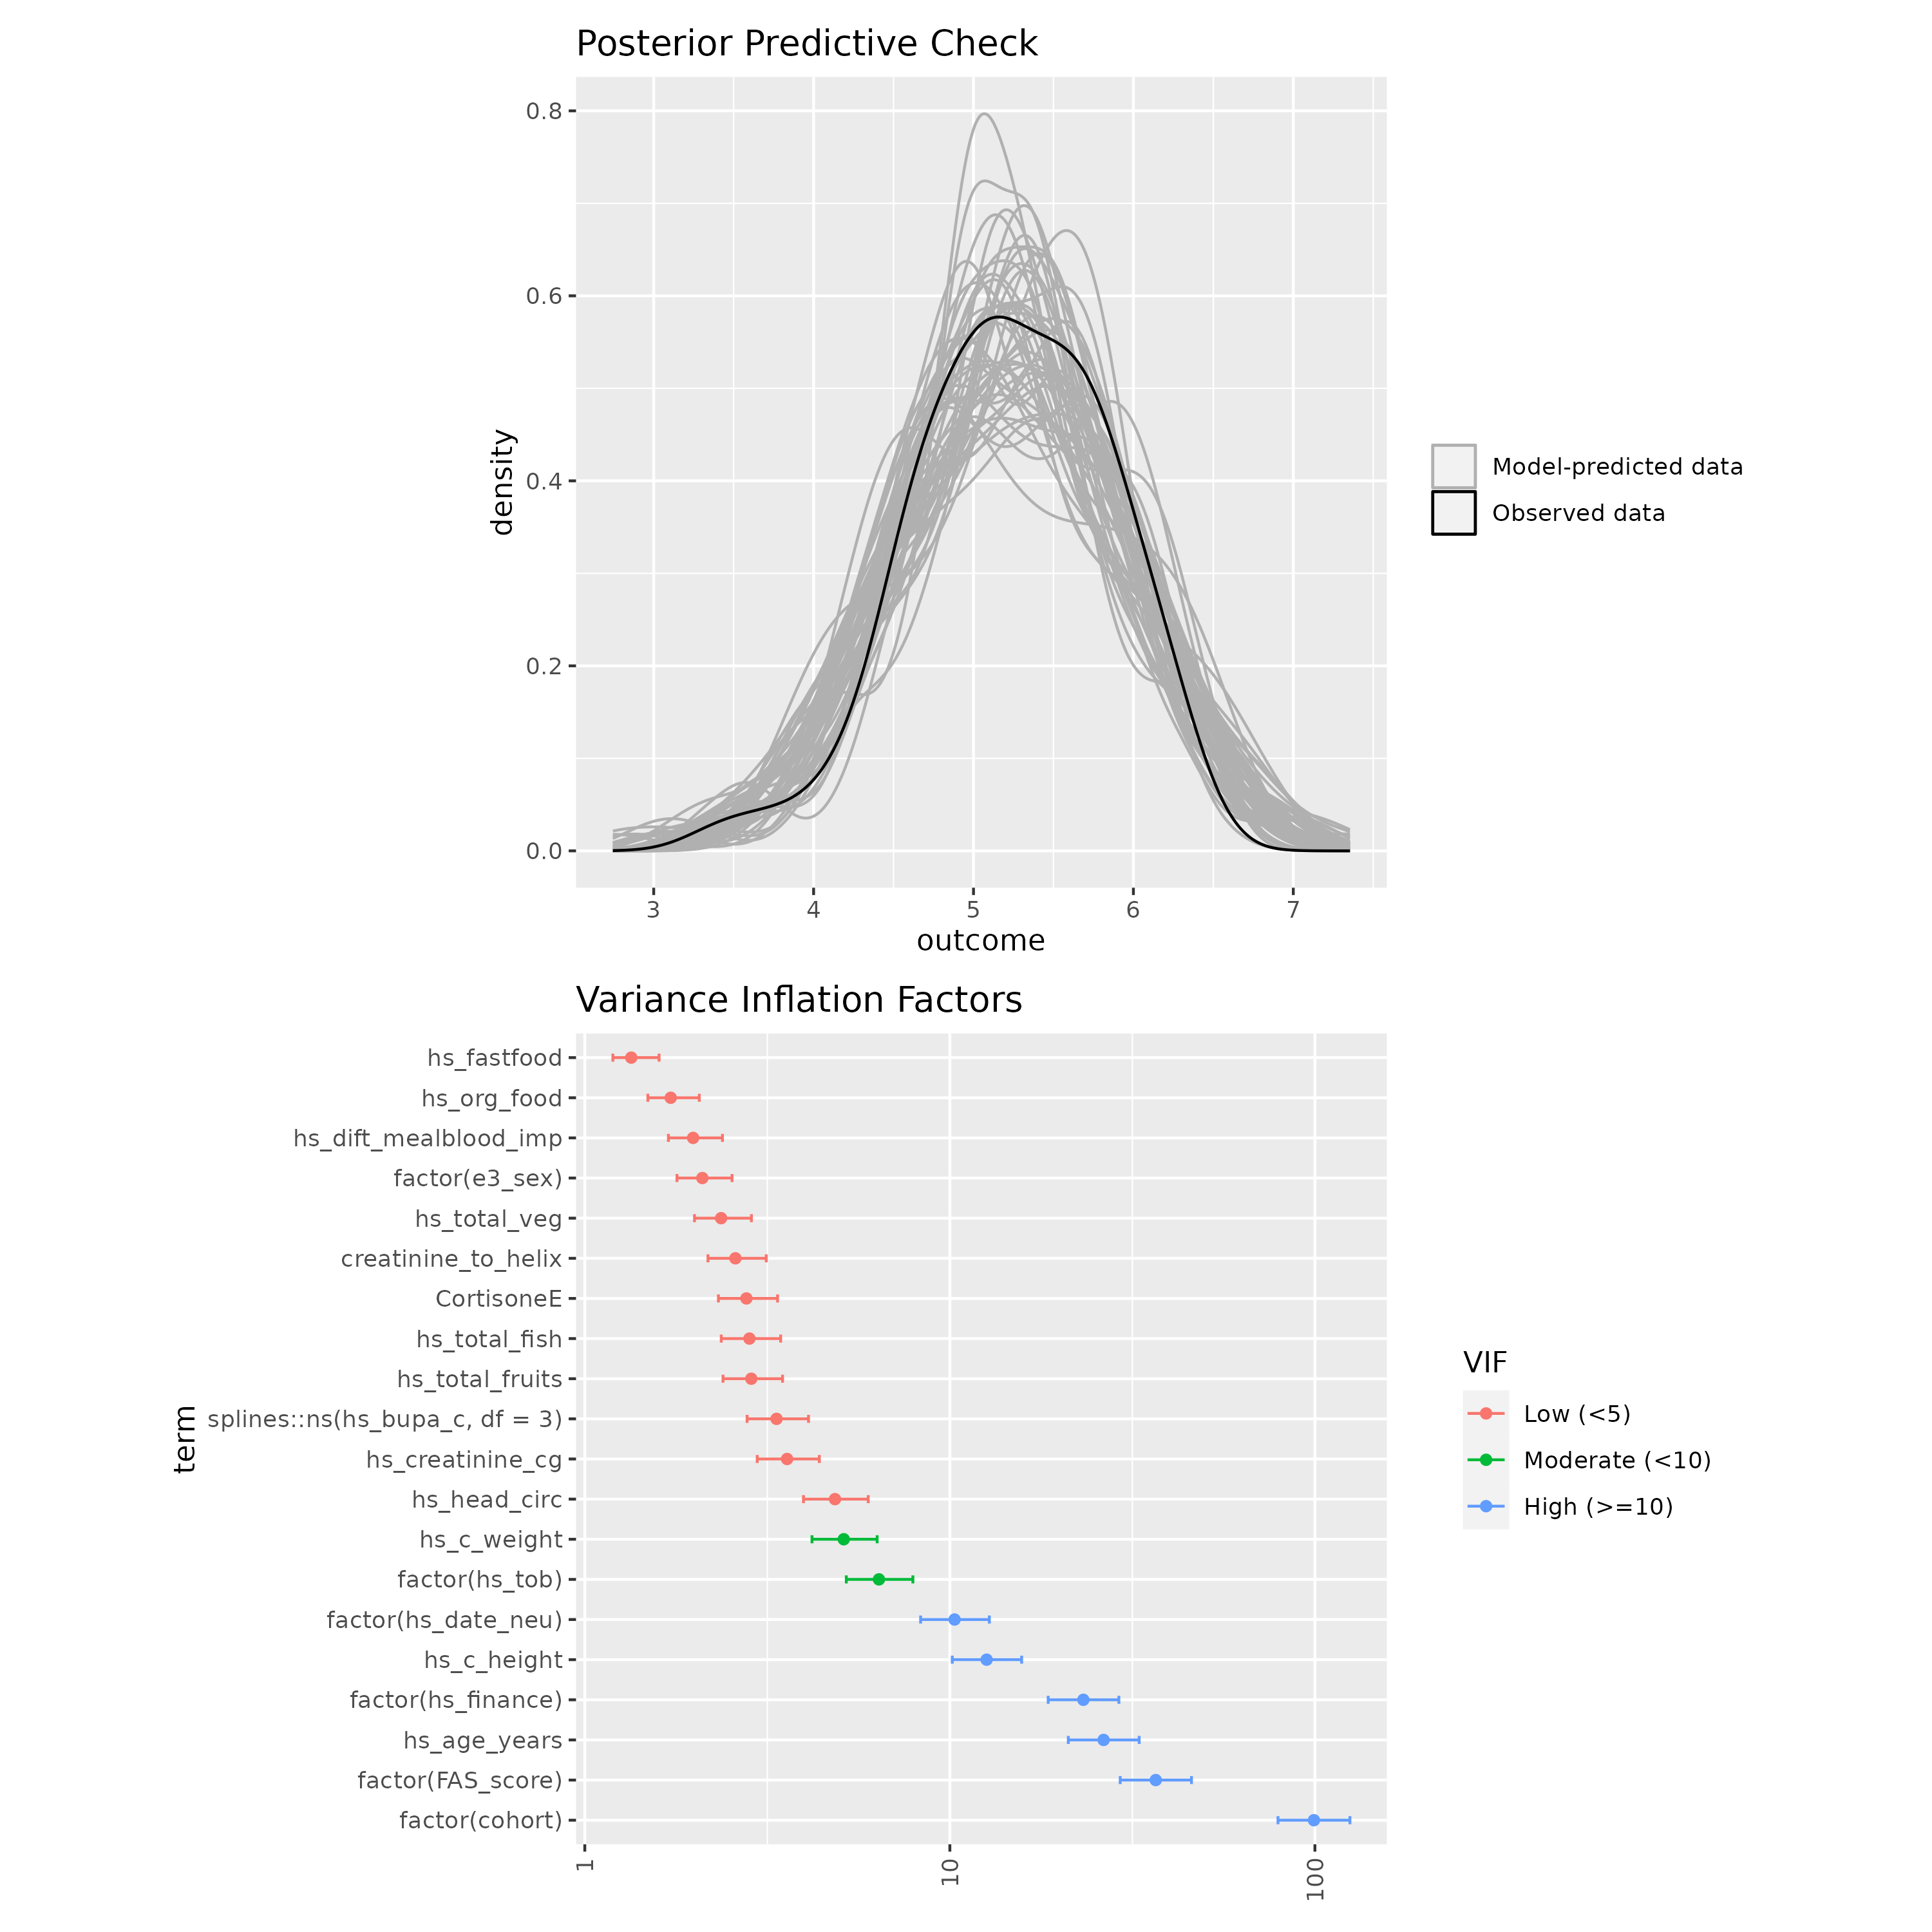 Posterior Predictive Check
density
0.8
0.6
0.4
0.2
0.0
3 4 5 6 7
outcome
Model-predicted data
Observed data
Variance Inflation Factors
term
hs_fastfood
hs_org_food
hs_dift_mealblood_imp
factor(e3_sex)
hs_total_veg
creatinine_to_helix
CortisoneE
hs_total_fish
hs_total_fruits
splines::ns(hs_bupa_c, df = 3)
hs_creatinine_cg
hs_head_circ
hs_c_weight
factor(hs_tob)
factor(hs_date_neu)
hs_c_height
factor(hs_finance)
hs_age_years
factor(FAS_score)
factor(cohort)
1 10 100
VIF
Low (<5)
Moderate (<10)
High (>=10)